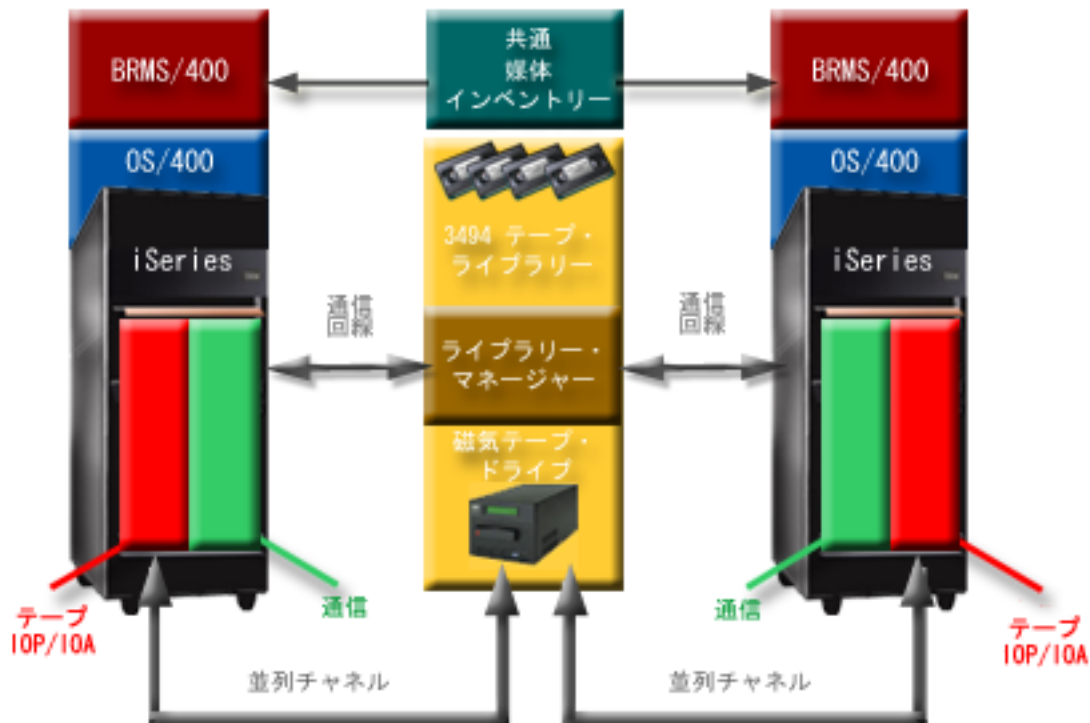 BRMS/400
共通
媒体
インベントリー
BRMS/400
OS/400
OS/400
3494 テープ・
ライブラリー
iSeries
iSeries
通信
回線
通信
回線
ライブラリー・
マネージャー
磁気テープ・
ドライブ
テープ
IOP/IOA
通信
通信
テープ
IOP/IOA
並列チャネル
並列チャネル